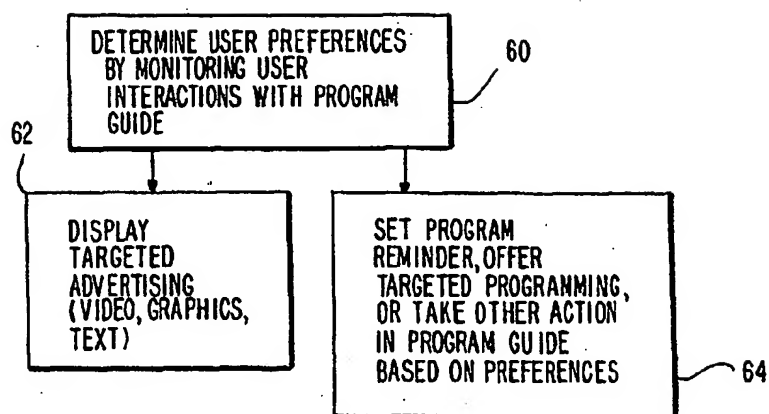 DETERMINE USER PREFERENCES
BY MONITORING USER
INTERACTIONS WITH PROGRAM
GUIDE
60
62
DISPLAY
TARGETED
ADVERTISING
(VIDEO, GRAPHICS,
TEXT)
SET PROGRAM
REMINDER, OFFER
TARGETED PROGRAMMING,
OR TAKE OTHER ACTION
IN PROGRAM GUIDE
BASED ON PREFERENCES
64